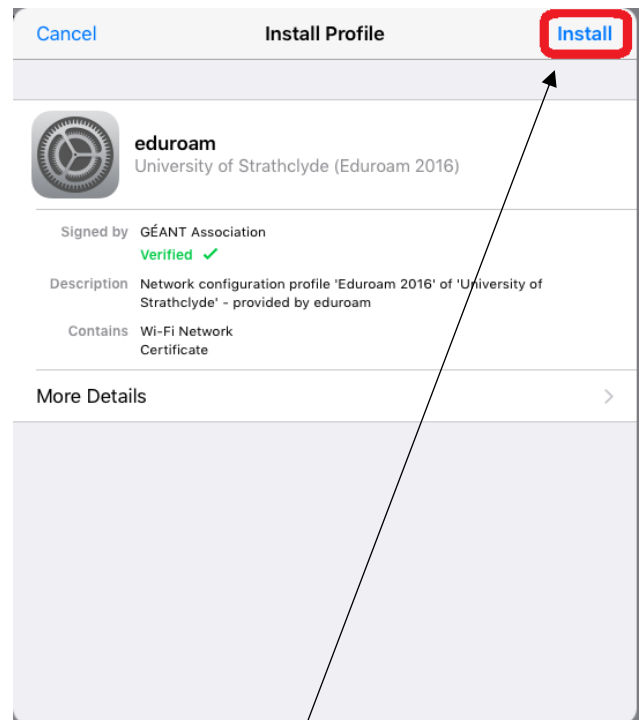 Cancel Install Profile Install
eduroam
University of Strathclyde (Eduroam 2016)
Signed by GÉANT Association
Verified ✓
Description Network configuration profile 'Eduroam 2016' of 'University of
Strathclyde' - provided by eduroam
Contains Wi-Fi Network
Certificate
More Details